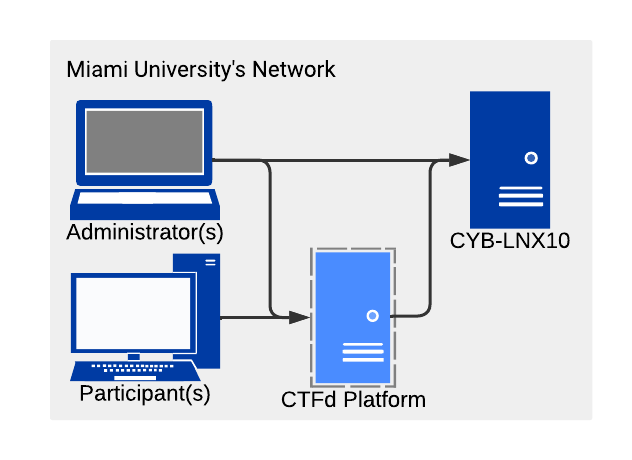 Miami University's Network
Administrator(s)
CYB-LNX10
Participant(s)
CTFd Platform